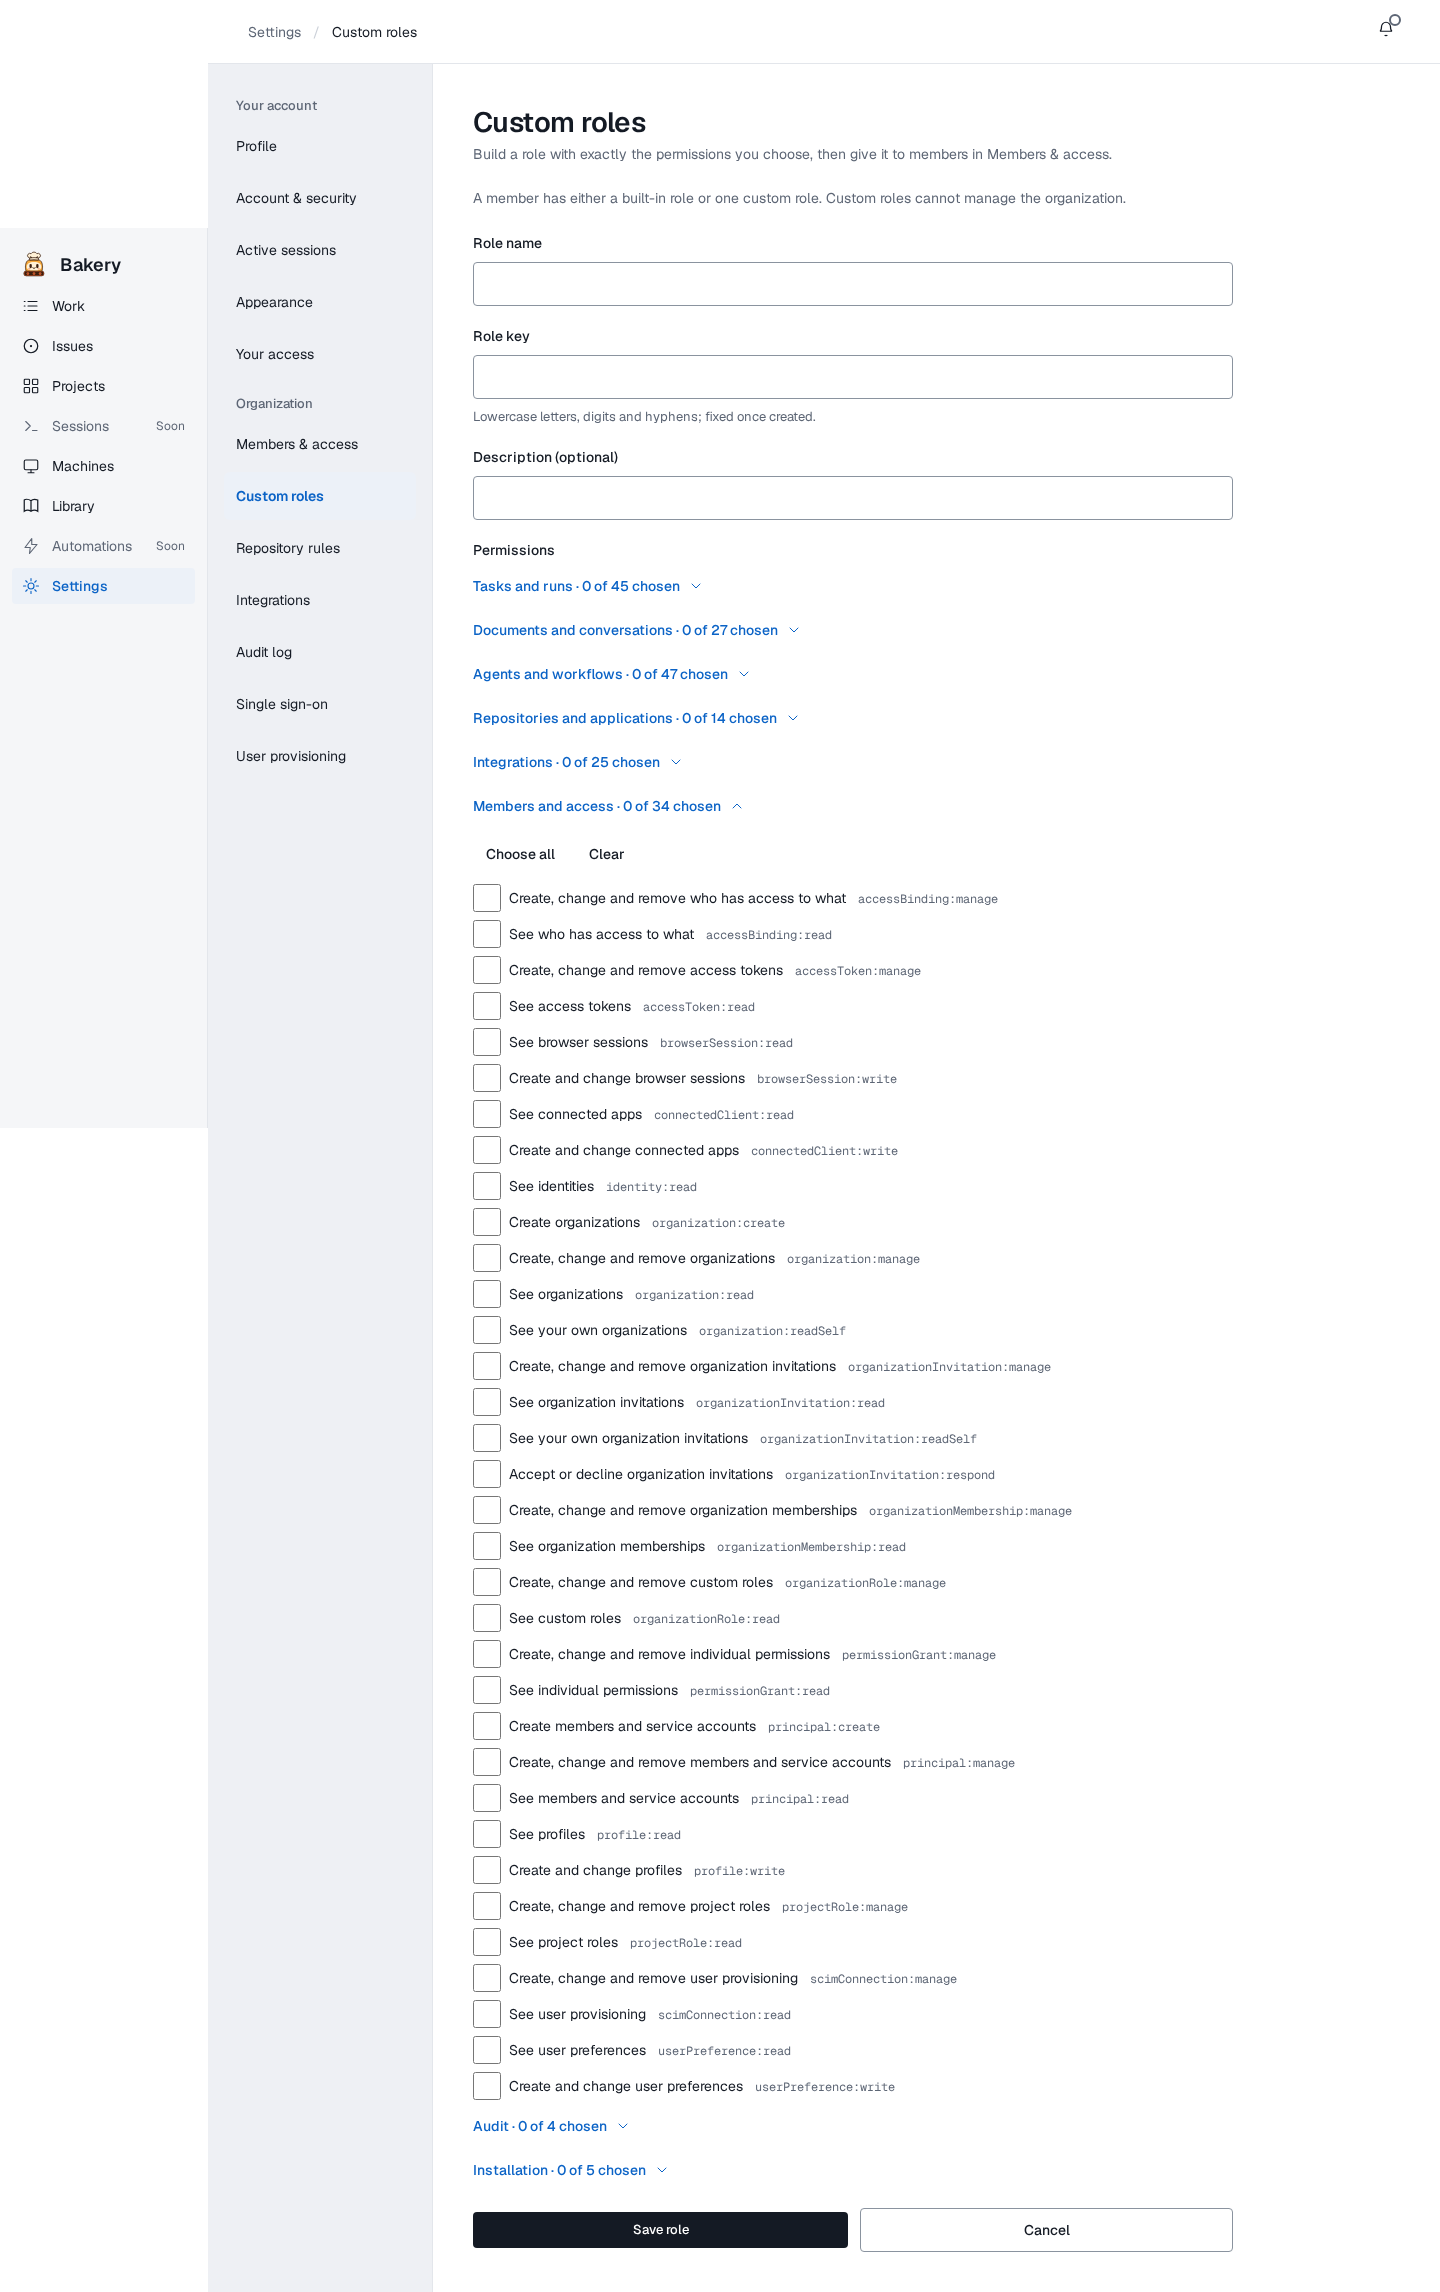 Settings / Custom roles
Bakery
Work
Issues
Projects
Sessions Soon
Machines
Library
Automations Soon
Settings
Your account
Profile
Account & security
Active sessions
Appearance
Your access
Organization
Members & access
Custom roles
Repository rules
Integrations
Audit log
Single sign-on
User provisioning
Custom roles
Build a role with exactly the permissions you choose, then give it to members in Members & access.
A member has either a built-in role or one custom role. Custom roles cannot manage the organization.
Role name
Role key
Lowercase letters, digits and hyphens; fixed once created.
Description (optional)
Permissions
Tasks and runs · 0 of 45 chosen
Documents and conversations · 0 of 27 chosen
Agents and workflows · 0 of 47 chosen
Repositories and applications · 0 of 14 chosen
Integrations · 0 of 25 chosen
Members and access · 0 of 34 chosen
Choose all Clear
Create, change and remove who has access to what accessBinding:manage
See who has access to what accessBinding:read
Create, change and remove access tokens accessToken:manage
See access tokens accessToken:read
See browser sessions browserSession:read
Create and change browser sessions browserSession:write
See connected apps connectedClient:read
Create and change connected apps connectedClient:write
See identities identity:read
Create organizations organization:create
Create, change and remove organizations organization:manage
See organizations organization:read
See your own organizations organization:readSelf
Create, change and remove organization invitations organizationInvitation:manage
See organization invitations organizationInvitation:read
See your own organization invitations organizationInvitation:readSelf
Accept or decline organization invitations organizationInvitation:respond
Create, change and remove organization memberships organizationMembership:manage
See organization memberships organizationMembership:read
Create, change and remove custom roles organizationRole:manage
See custom roles organizationRole:read
Create, change and remove individual permissions permissionGrant:manage
See individual permissions permissionGrant:read
Create members and service accounts principal:create
Create, change and remove members and service accounts principal:manage
See members and service accounts principal:read
See profiles profile:read
Create and change profiles profile:write
Create, change and remove project roles projectRole:manage
See project roles projectRole:read
Create, change and remove user provisioning scimConnection:manage
See user provisioning scimConnection:read
See user preferences userPreference:read
Create and change user preferences userPreference:write
Audit · 0 of 4 chosen
Installation · 0 of 5 chosen
Save role Cancel